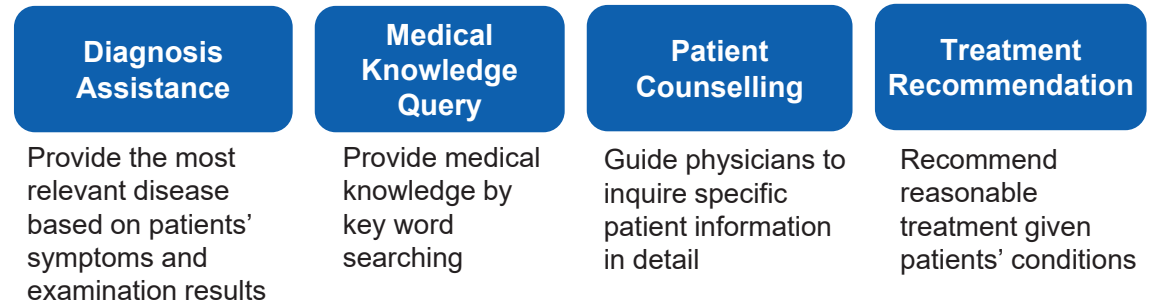 Diagnosis
Assistance
Provide the most
relevant disease
based on patients’
symptoms and
examination results
Medical
Knowledge
Query
Provide medical
knowledge by
key word
searching
Patient
Counselling
Guide physicians to
inquire specific
patient information
in detail
Treatment
Recommendation
Recommend
reasonable
treatment given
patients’ conditions